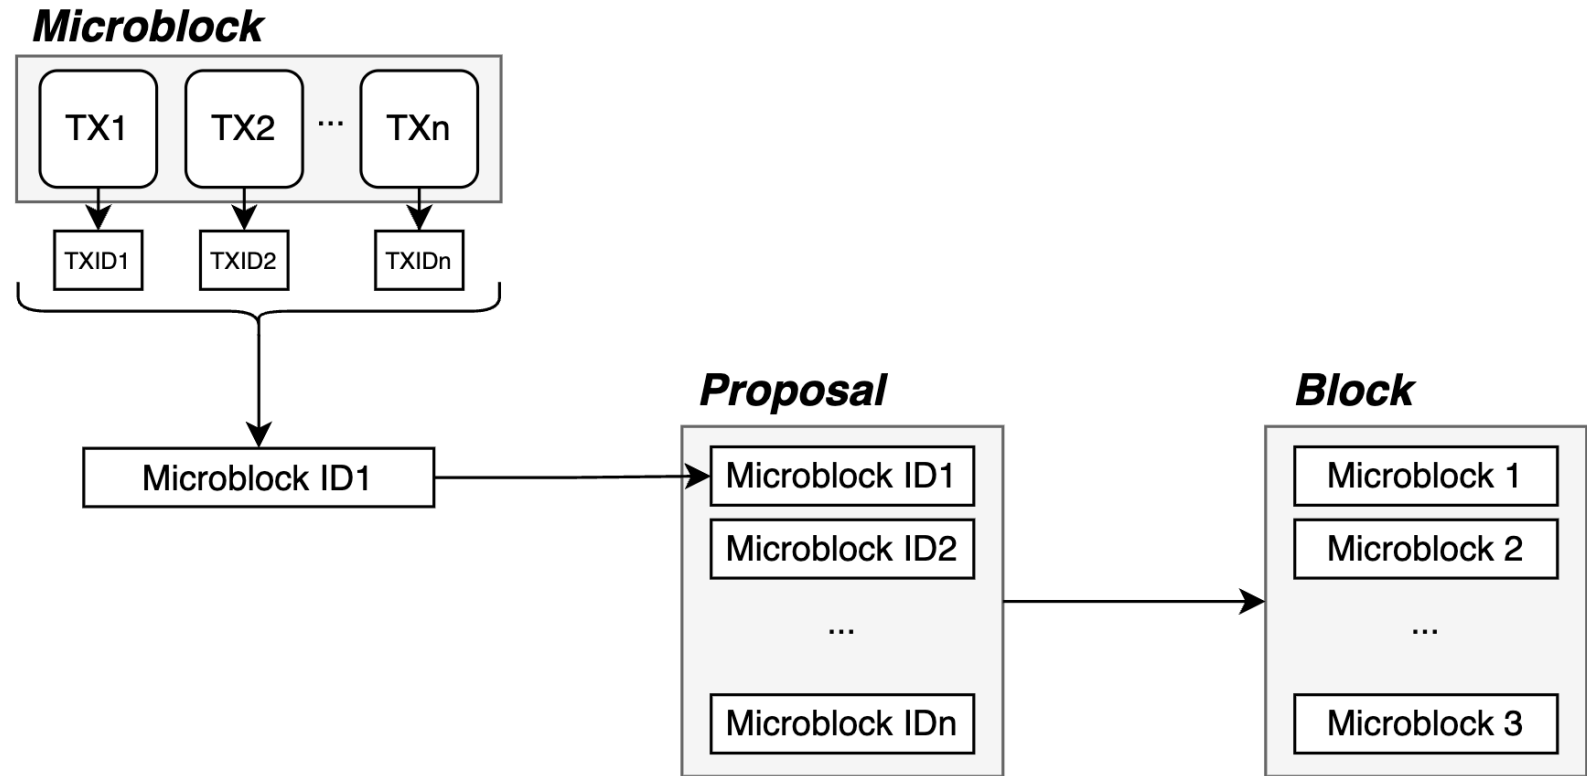 Microblock
TX1 TX2 ... TXn
TXID1 TXID2 TXIDn
Microblock ID1
Proposal
Microblock ID1
Microblock ID2
...
Microblock IDn
Block
Microblock 1
Microblock 2
...
Microblock 3